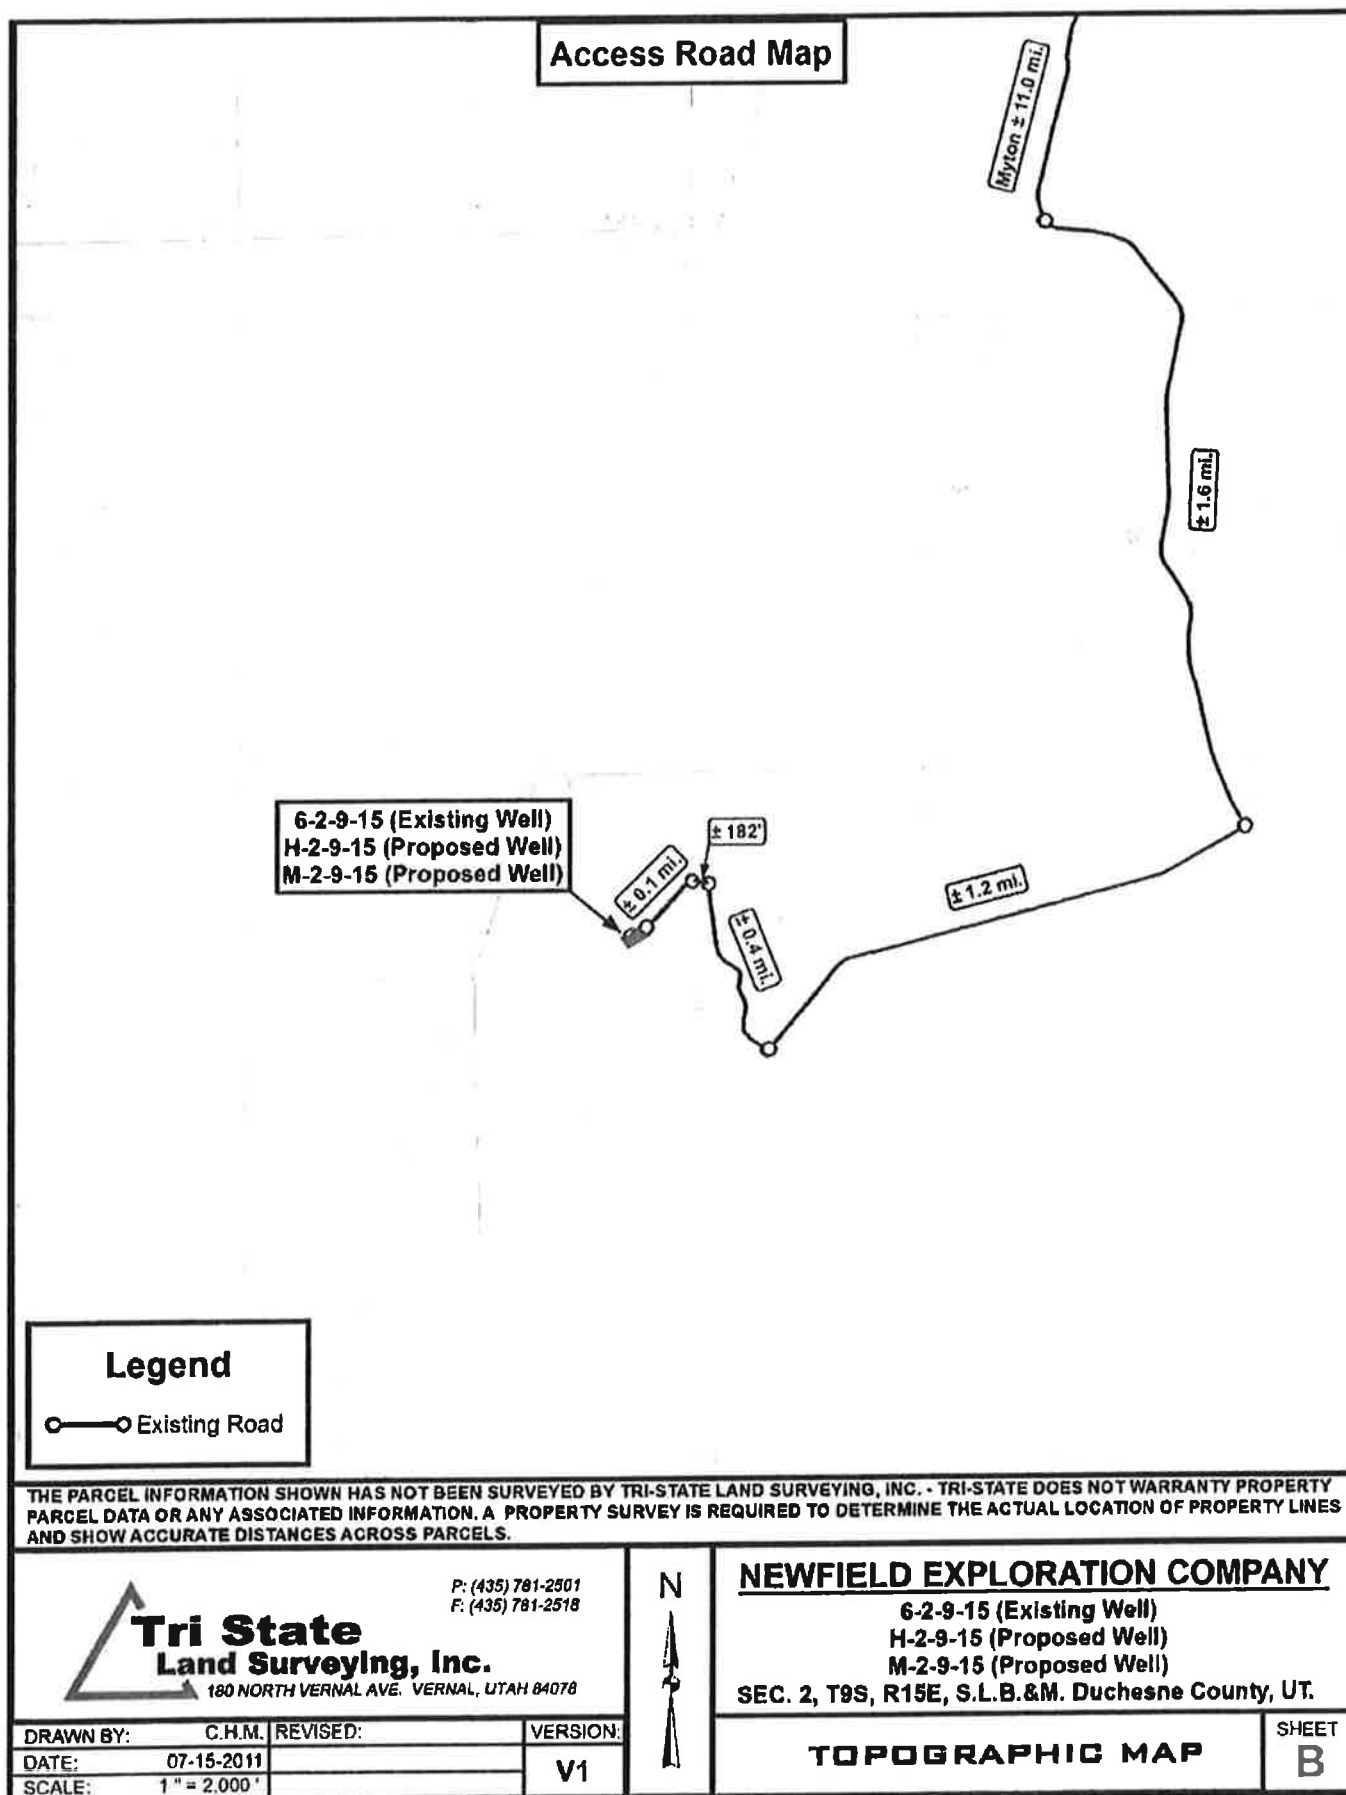 Access Road Map
Myton ± 11.0 mi.
± 1.6 mi.
6-2-9-15 (Existing Well)
H-2-9-15 (Proposed Well)
M-2-9-15 (Proposed Well)
± 182'
± 0.1 mi.
± 0.4 mi.
± 1.2 mi.
Legend
Existing Road
THE PARCEL INFORMATION SHOWN HAS NOT BEEN SURVEYED BY TRI-STATE LAND SURVEYING, INC. - TRI-STATE DOES NOT WARRANTY PROPERTY
PARCEL DATA OR ANY ASSOCIATED INFORMATION. A PROPERTY SURVEY IS REQUIRED TO DETERMINE THE ACTUAL LOCATION OF PROPERTY LINES
AND SHOW ACCURATE DISTANCES ACROSS PARCELS.
P: (435) 781-2501
F: (435) 781-2518
Tri State
Land Surveying, Inc.
180 NORTH VERNAL AVE. VERNAL, UTAH 84078
N
NEWFIELD EXPLORATION COMPANY
6-2-9-15 (Existing Well)
H-2-9-15 (Proposed Well)
M-2-9-15 (Proposed Well)
SEC. 2, T9S, R15E, S.L.B.&M. Duchesne County, UT.
DRAWN BY: C.H.M. REVISED: VERSION:
DATE: 07-15-2011
V1
SCALE: 1 " = 2,000 '
TOPOGRAPHIC MAP
SHEET
B